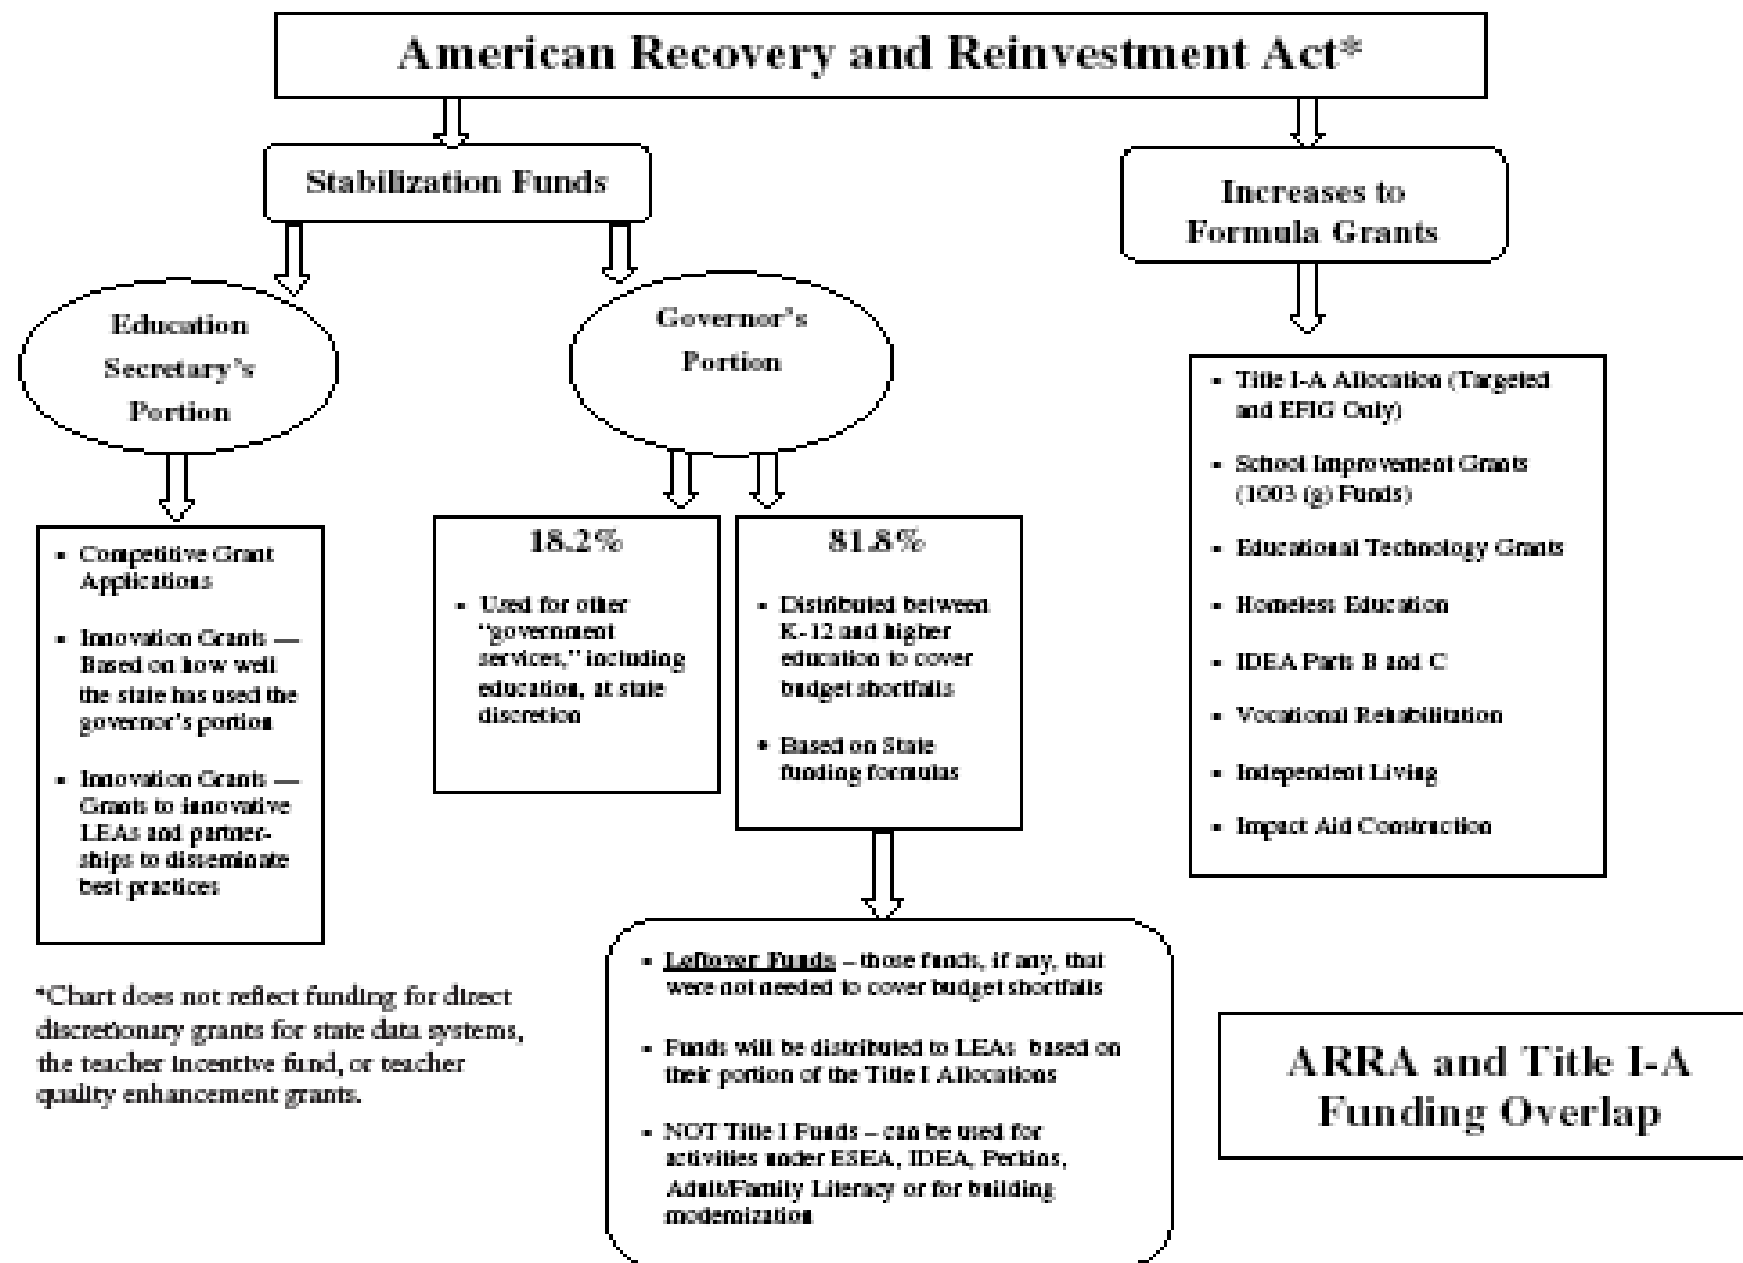 American Recovery and Reinvestment Act*
Stabilization Funds
Increases to
Formula Grants
Education
Secretary's
Portion
Governor's
Portion
▪ Competitive Grant
Applications
▪ Innovation Grants —
Based on how well
the state has used the
governor's portion
▪ Innovation Grants —
Grants to innovative
LEAs and partner-
ships to disseminate
best practices
18.2%
▪ Used for other
"government
services," including
education, at state
discretion
81.8%
▪ Distributed between
K-12 and higher
education to cover
budget shortfalls
• Based on State
funding formulas
▪ Title I-A Allocation (Targeted
and EFIG Only)
▪ School Improvement Grants
(1003 (g) Funds)
▪ Educational Technology Grants
▪ Homeless Education
▪ IDEA Parts B and C
▪ Vocational Rehabilitation
▪ Independent Living
▪ Impact Aid Construction
▪ Leftover Funds – those funds, if any, that
were not needed to cover budget shortfalls
▪ Funds will be distributed to LEAs based on
their portion of the Title I Allocations
▪ NOT Title I Funds – can be used for
activities under ESEA, IDEA, Perkins,
Adult/Family Literacy or for building
modernization
*Chart does not reflect funding for direct
discretionary grants for state data systems,
the teacher incentive fund, or teacher
quality enhancement grants.
ARRA and Title I-A
Funding Overlap